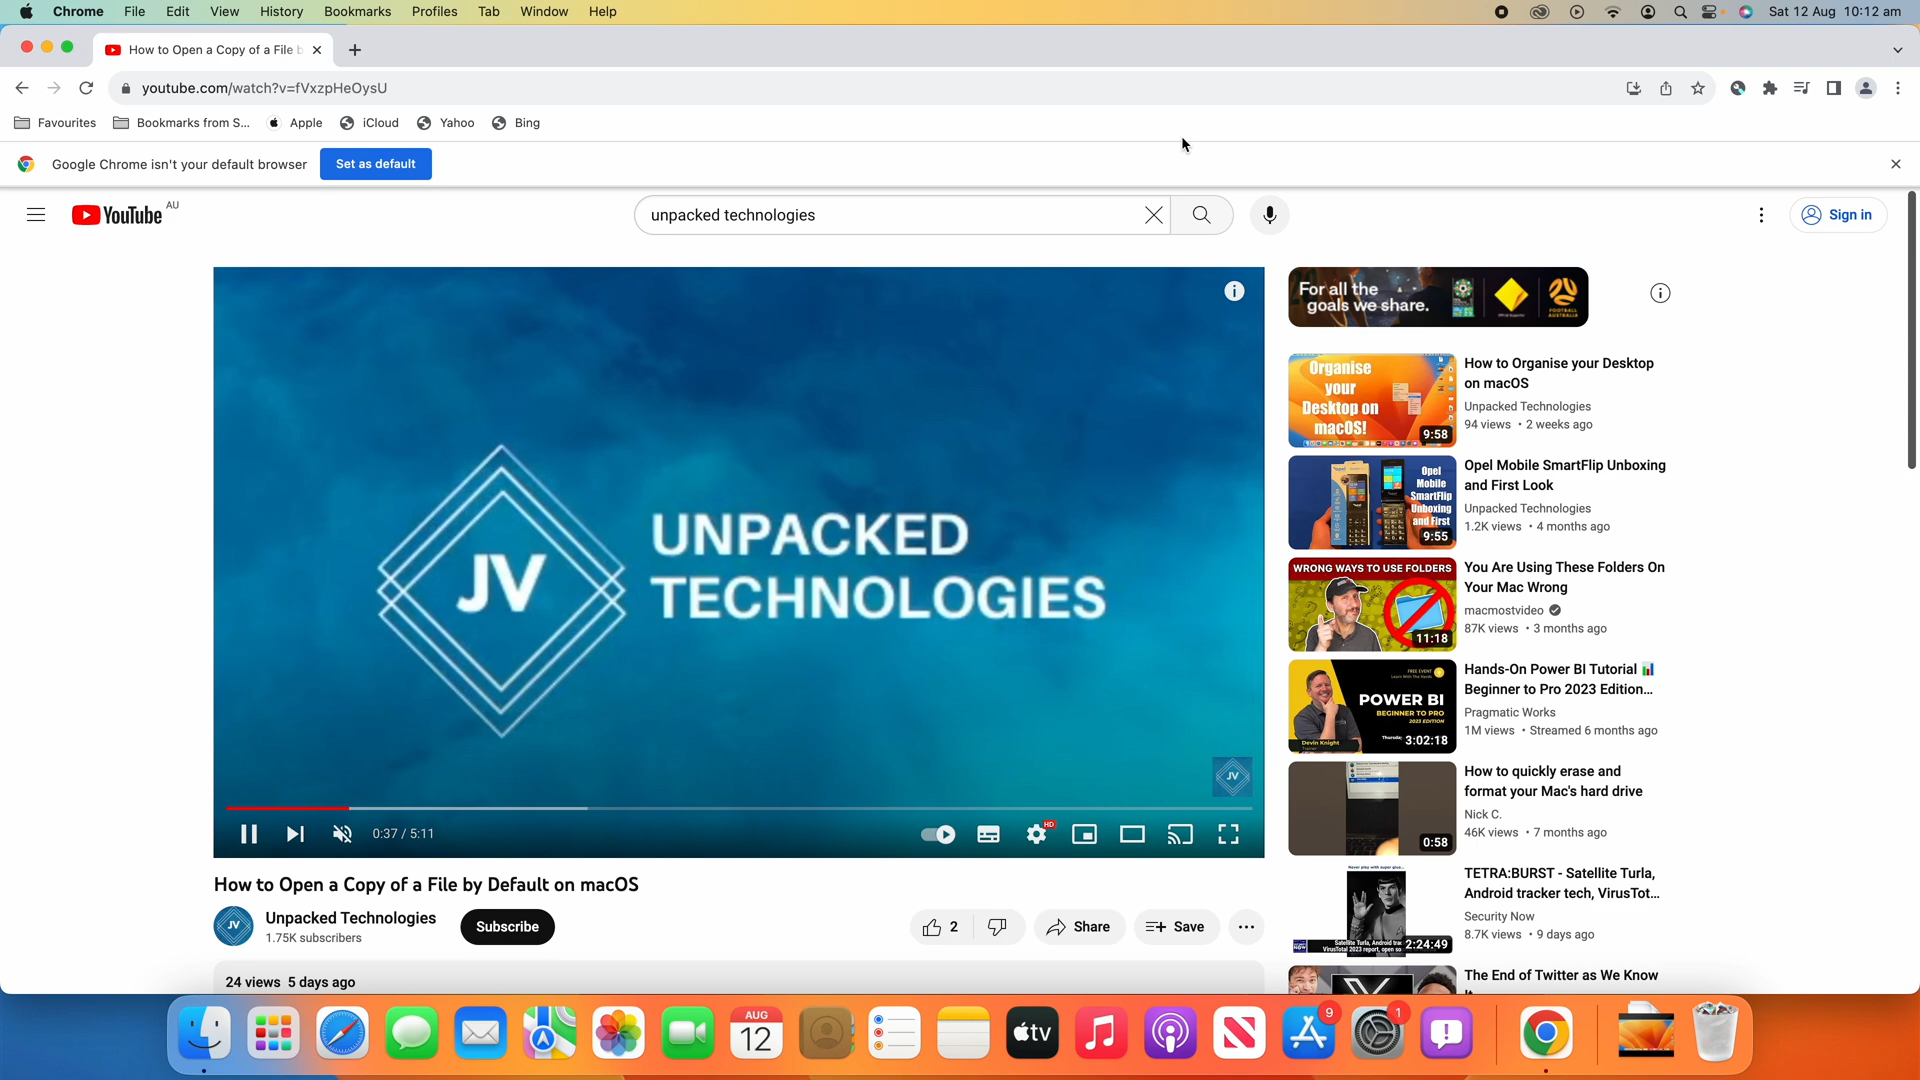 Chrome File Edit View History Bookmarks Profiles Tab Window Help
Sat 12 Aug 10:12 am
How to Open a Copy of a File b
youtube.com/watch?v=fVxzpHeOysU
Favourites Bookmarks from S... Apple iCloud Yahoo Bing
Google Chrome isn't your default browser Set as default
YouTube AU
unpacked technologies
Sign in
JV
UNPACKED
TECHNOLOGIES
JV
HD
0:37 / 5:11
How to Open a Copy of a File by Default on macOS
JV
Unpacked Technologies
1.75K subscribers
Subscribe
2
Share
Save
24 views 5 days ago
For all the
goals we share.
FOOTBALL
AUSTRALIA
Organise
your
Desktop on
macOS!
9:58
How to Organise your Desktop
on macOS
Unpacked Technologies
94 views • 2 weeks ago
Opel
Mobile
SmartFlip
Unboxing
and First
9:55
Opel Mobile SmartFlip Unboxing
and First Look
Unpacked Technologies
1.2K views • 4 months ago
WRONG WAYS TO USE FOLDERS
11:18
You Are Using These Folders On
Your Mac Wrong
macmostvideo
87K views • 3 months ago
FREE EVENT
Learn With The Nerds
POWER BI
BEGINNER TO PRO
2023 EDITION
Devin Knight
Thursday
3:02:18
Hands-On Power BI Tutorial
Beginner to Pro 2023 Edition...
Pragmatic Works
1M views • Streamed 6 months ago
0:58
How to quickly erase and
format your Mac's hard drive
Nick C.
46K views • 7 months ago
Never play with super glue...
2:24:49
TETRA:BURST - Satellite Turla,
Android tracker tech, VirusTot...
Security Now
8.7K views • 9 days ago
The End of Twitter as We Know
AUG
12
tv
9
1